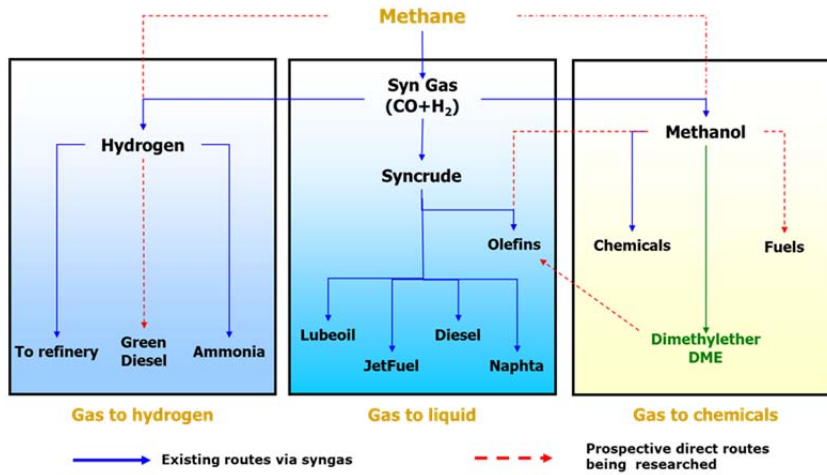 Methane
Syn Gas
(CO+H₂)
Hydrogen
Methanol
Syncrude
Olefins
Chemicals
Fuels
Lubeoil
Diesel
To refinery
Green
Diesel
Ammonia
JetFuel
Naphta
Dimethylether
DME
Gas to hydrogen
Gas to liquid
Gas to chemicals
Existing routes via syngas
Prospective direct routes
being researched